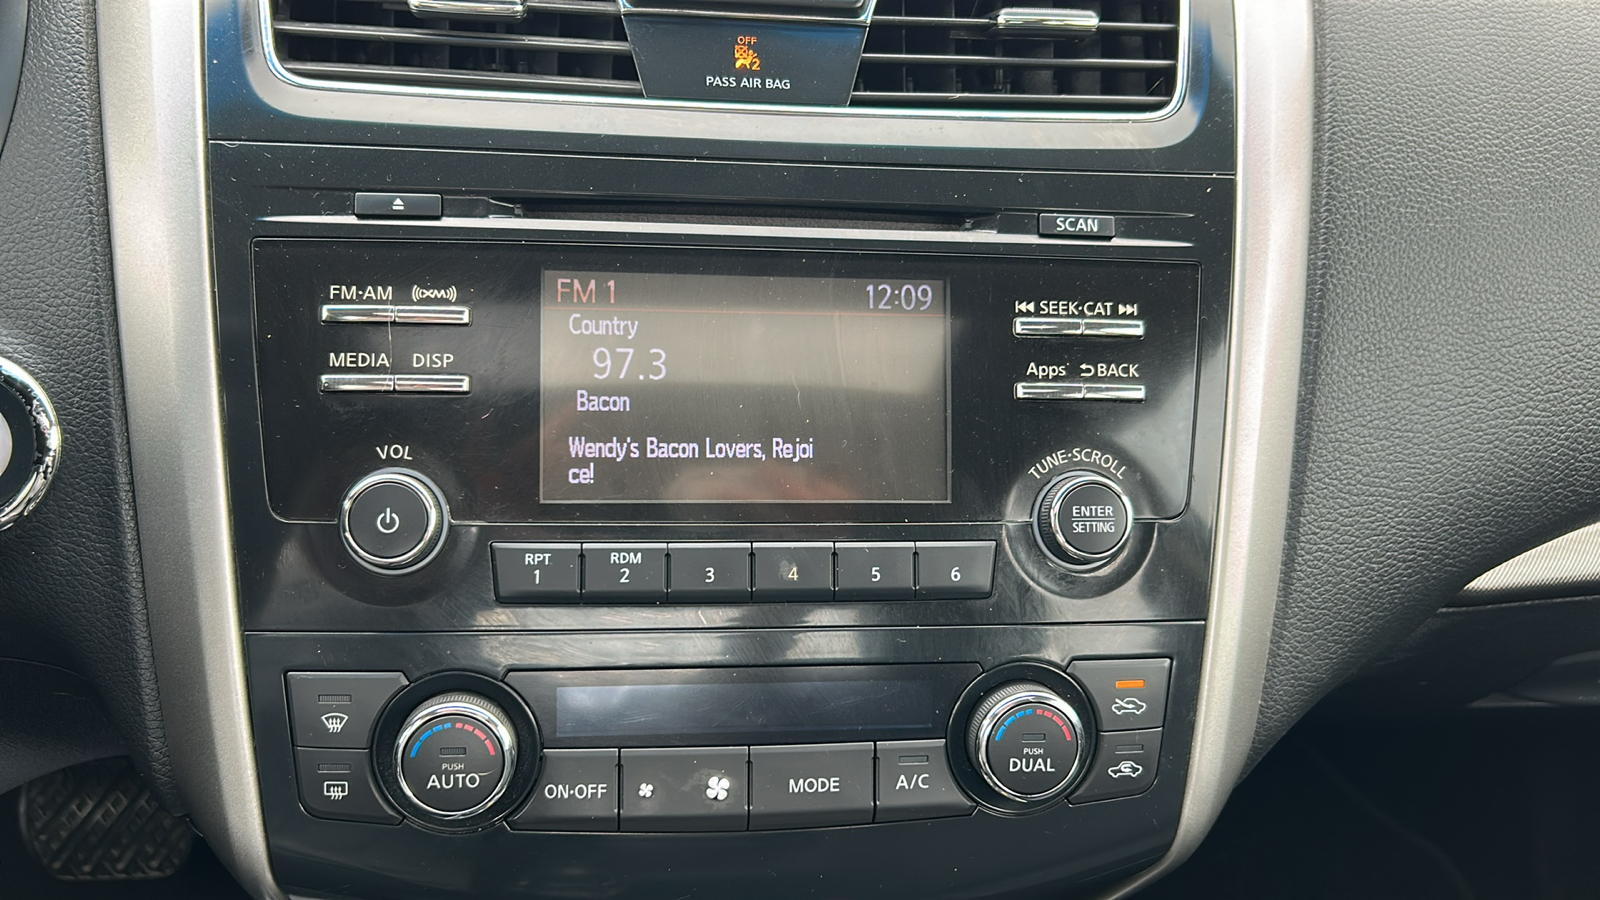 OFF
2
PASS AIR BAG
SCAN
FM·AM
((XM))
FM 1
12:09
SEEK·CAT
Country
97.3
MEDIA
DISP
Apps
BACK
Bacon
Wendy's Bacon Lovers, Rejoi
ce!
VOL
TUNE·SCROLL
ENTER
SETTING
RPT
1
RDM
2
3
4
5
6
PUSH
AUTO
ON·OFF
MODE
A/C
PUSH
DUAL